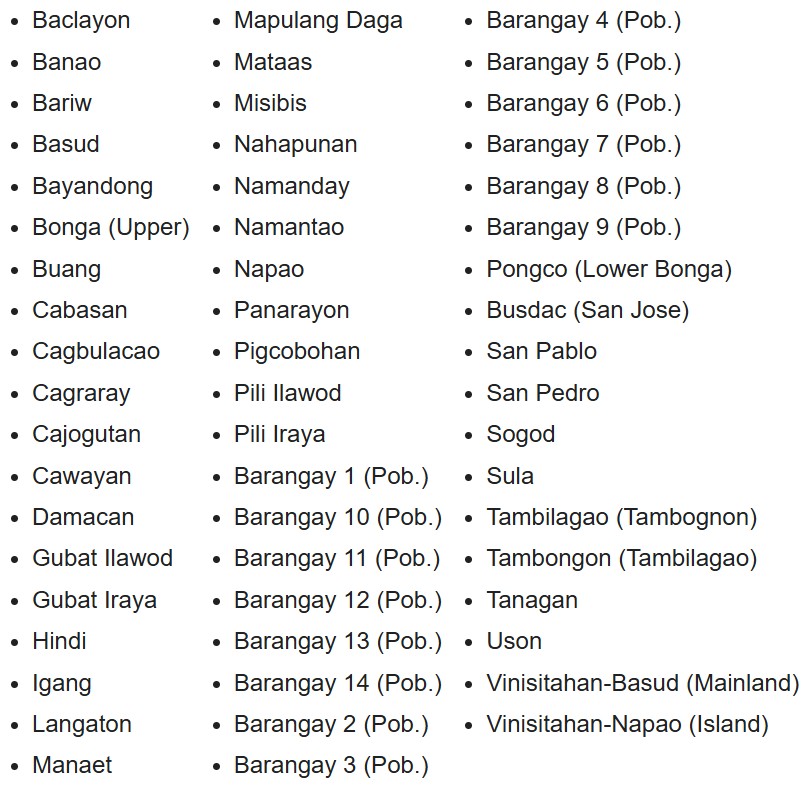 Baclayon
Banao
Bariw
Basud
Bayandong
Bonga (Upper)
Buang
Cabasan
Cagbulacao
Cagraray
Cajogutan
Cawayan
Damacan
Gubat Ilawod
Gubat Iraya
Hindi
Igang
Langaton
Manaet
Mapulang Daga
Mataas
Misibis
Nahapunan
Namanday
Namantao
Napao
Panarayon
Pigcobohan
Pili Ilawod
Pili Iraya
Barangay 1 (Pob.)
Barangay 10 (Pob.)
Barangay 11 (Pob.)
Barangay 12 (Pob.)
Barangay 13 (Pob.)
Barangay 14 (Pob.)
Barangay 2 (Pob.)
Barangay 3 (Pob.)
Barangay 4 (Pob.)
Barangay 5 (Pob.)
Barangay 6 (Pob.)
Barangay 7 (Pob.)
Barangay 8 (Pob.)
Barangay 9 (Pob.)
Pongco (Lower Bonga)
Busdac (San Jose)
San Pablo
San Pedro
Sogod
Sula
Tambilagao (Tambognon)
Tambongon (Tambilagao)
Tanagan
Uson
Vinisitahan-Basud (Mainland)
Vinisitahan-Napao (Island)